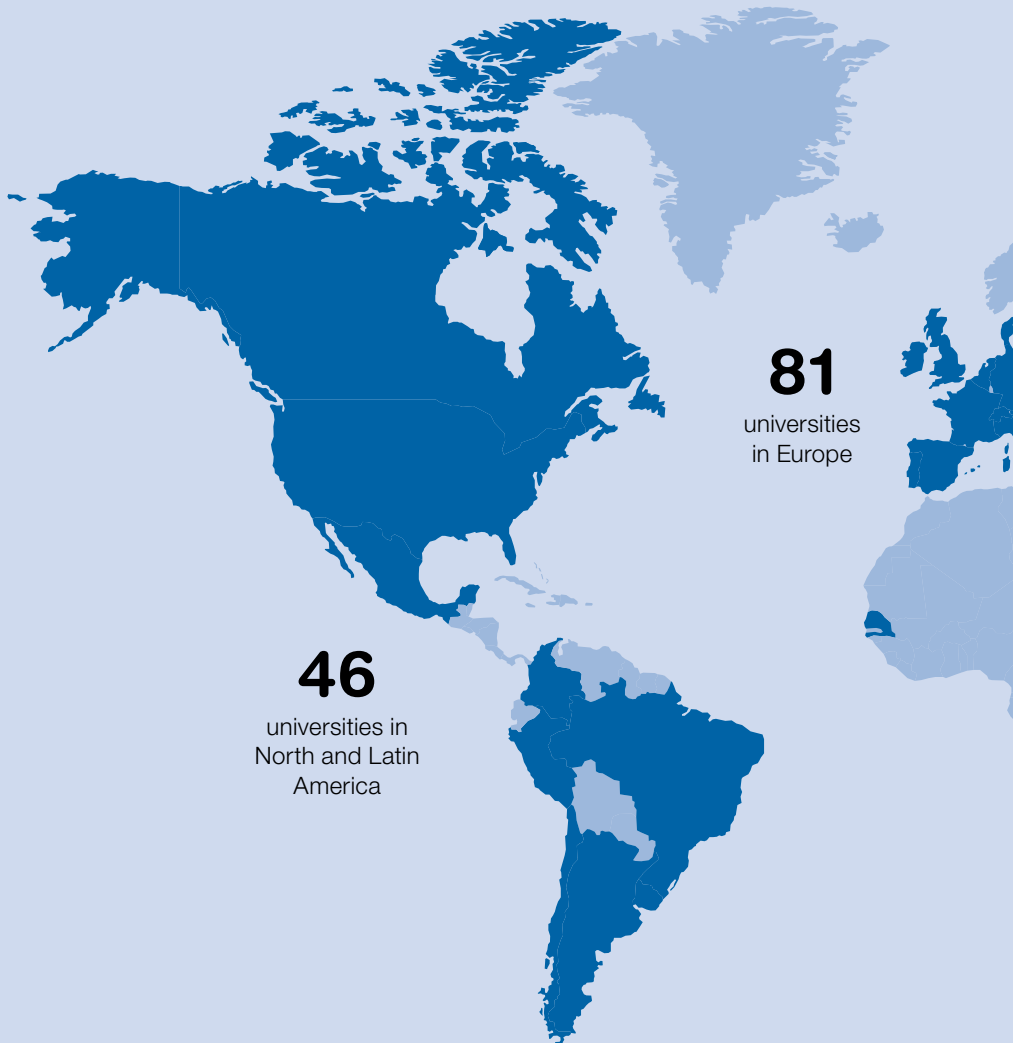 81
universities
in Europe
46
universities in
North and Latin
America